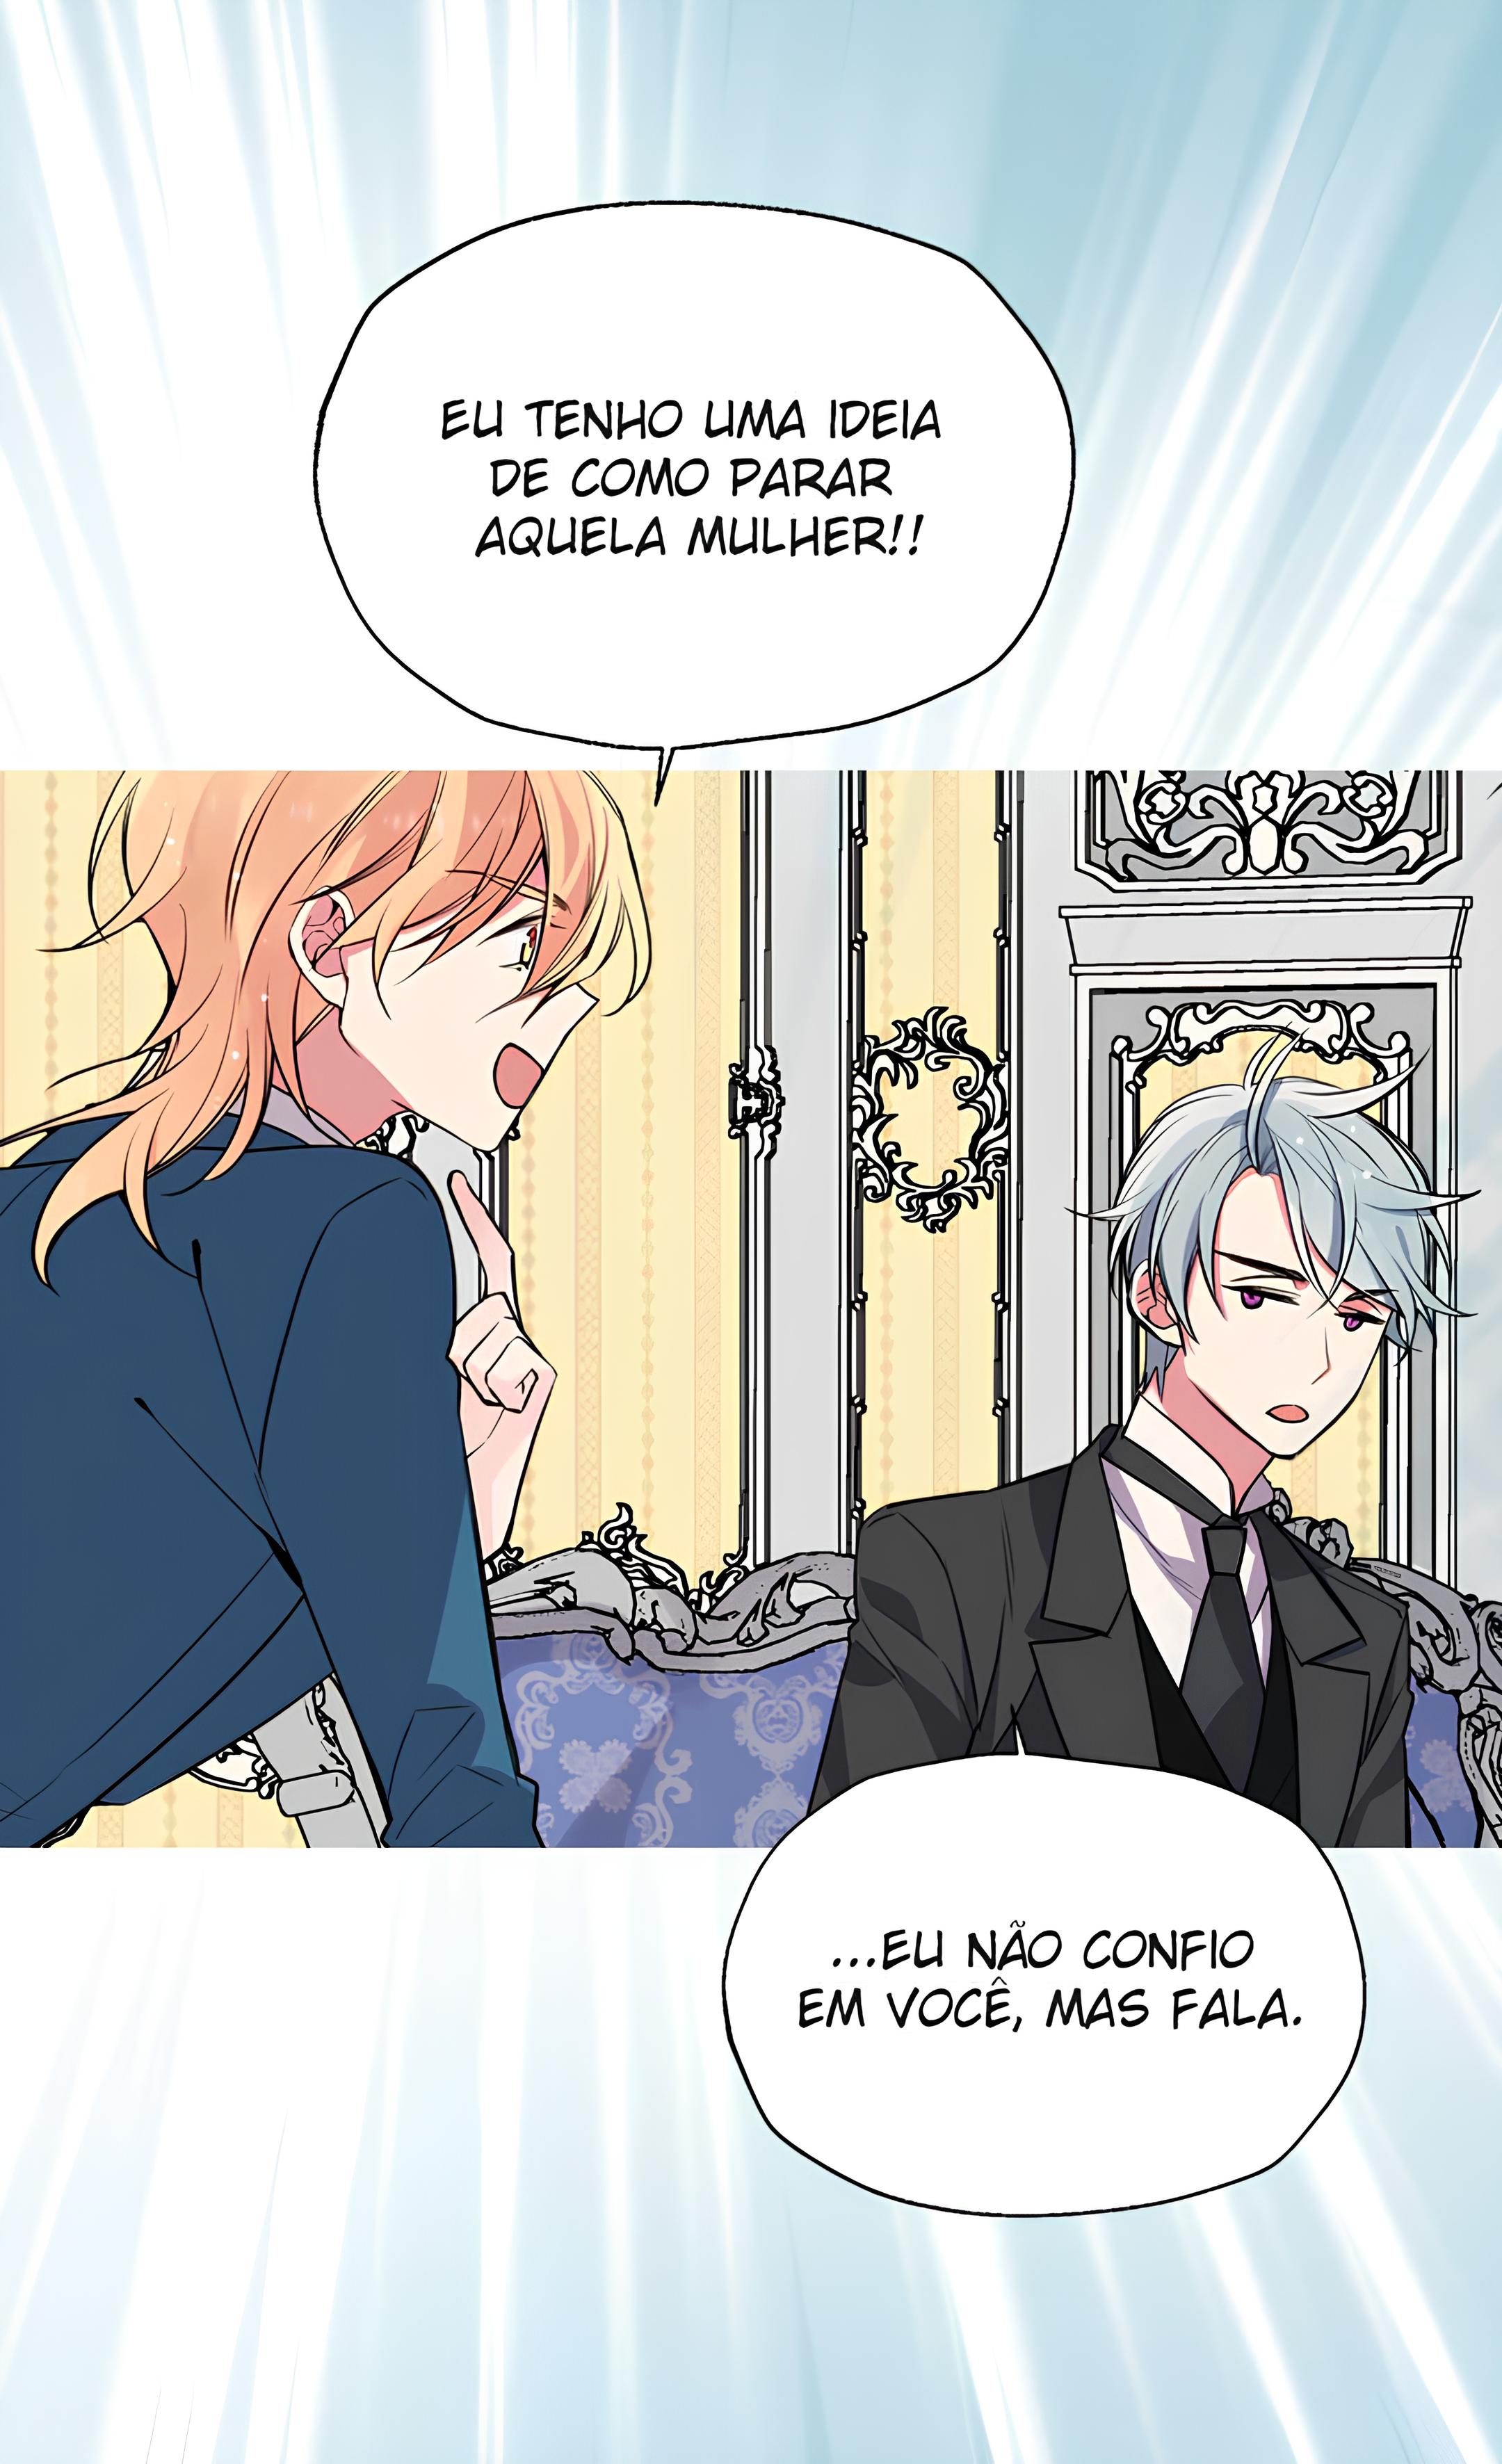 EU TENHO UMA IDEIA
DE COMO PARAR
AQUELA MULHER!!
...EU NÃO CONFIO
EM VOCÊ, MAS FALA.